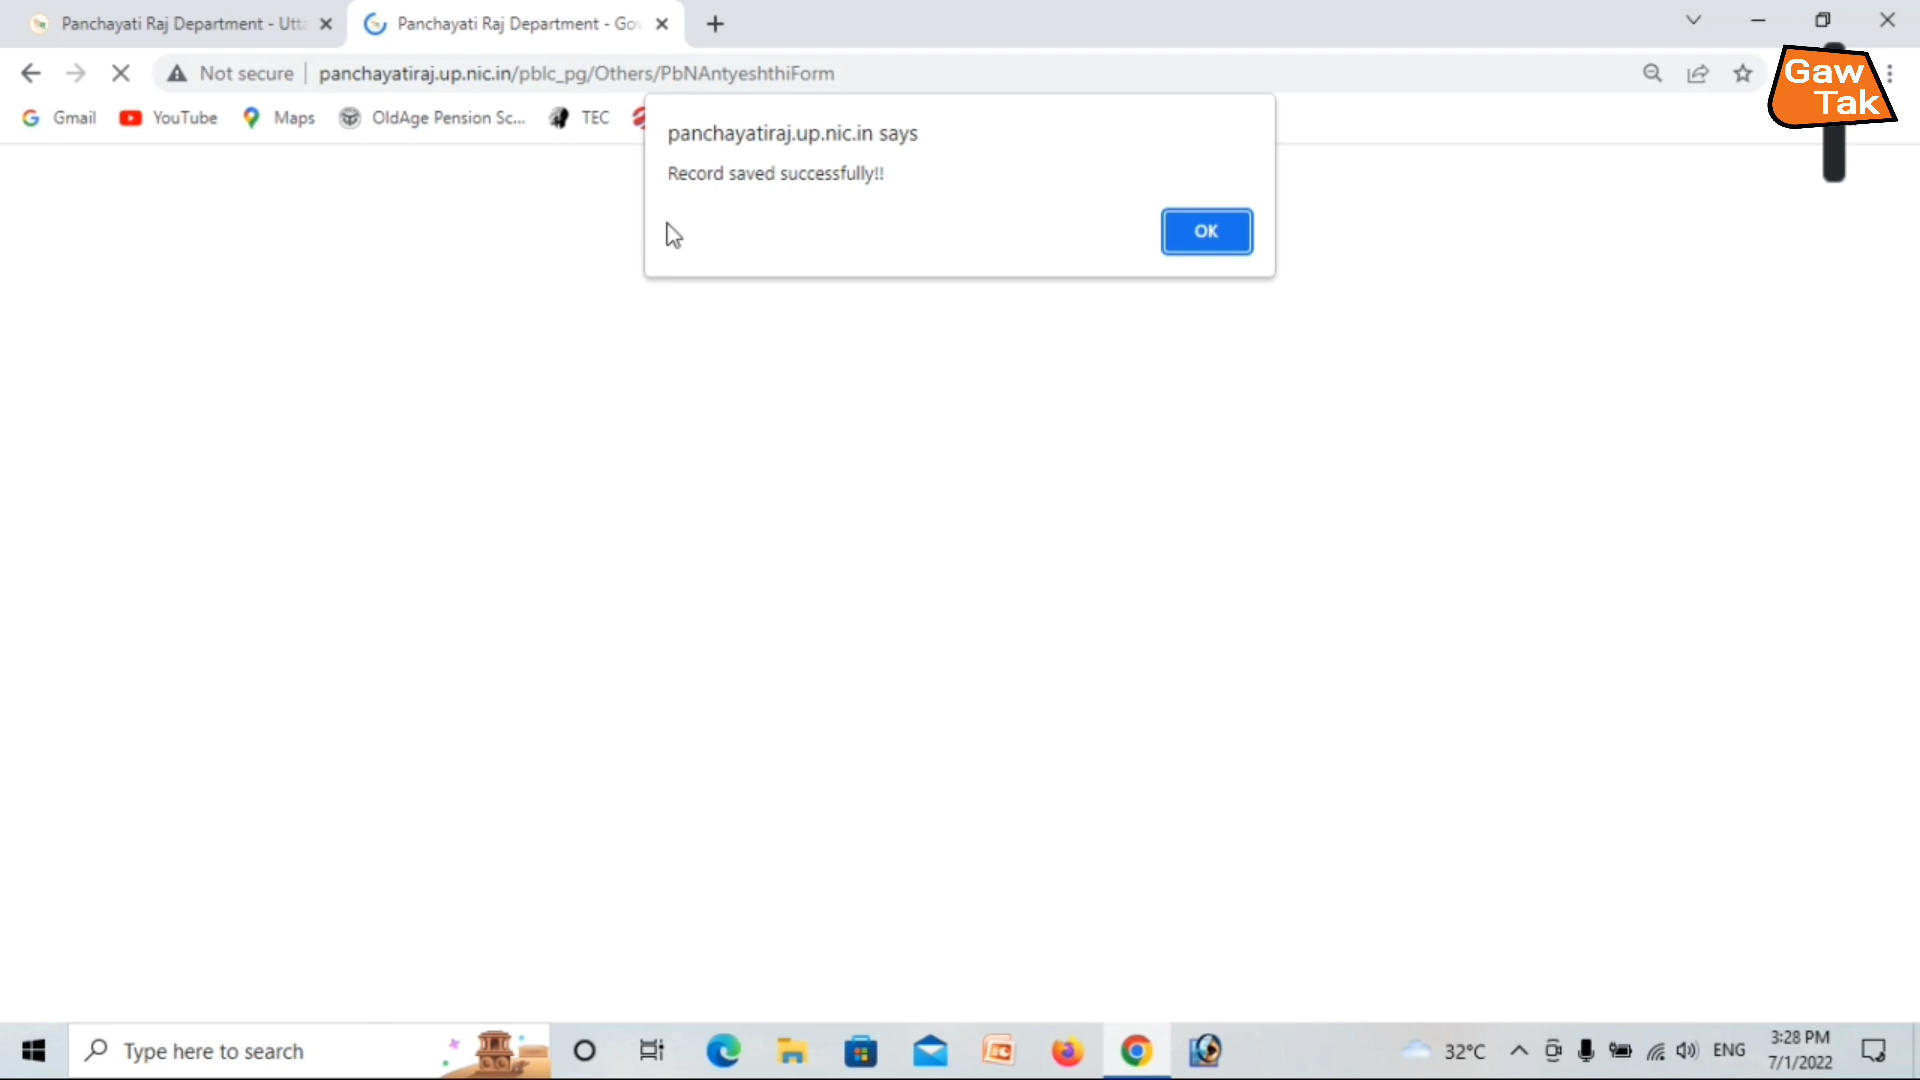 Panchayati Raj Department - Utt
Panchayati Raj Department - Gov
Not secure
panchayatiraj.up.nic.in/pblc_pg/Others/PbNAntyeshthiForm
Gaw
Tak
Gmail
YouTube
Maps
OldAge Pension Sc...
TEC
panchayatiraj.up.nic.in says
Record saved successfully!!
OK
Type here to search
32°C
ENG
3:28 PM
7/1/2022